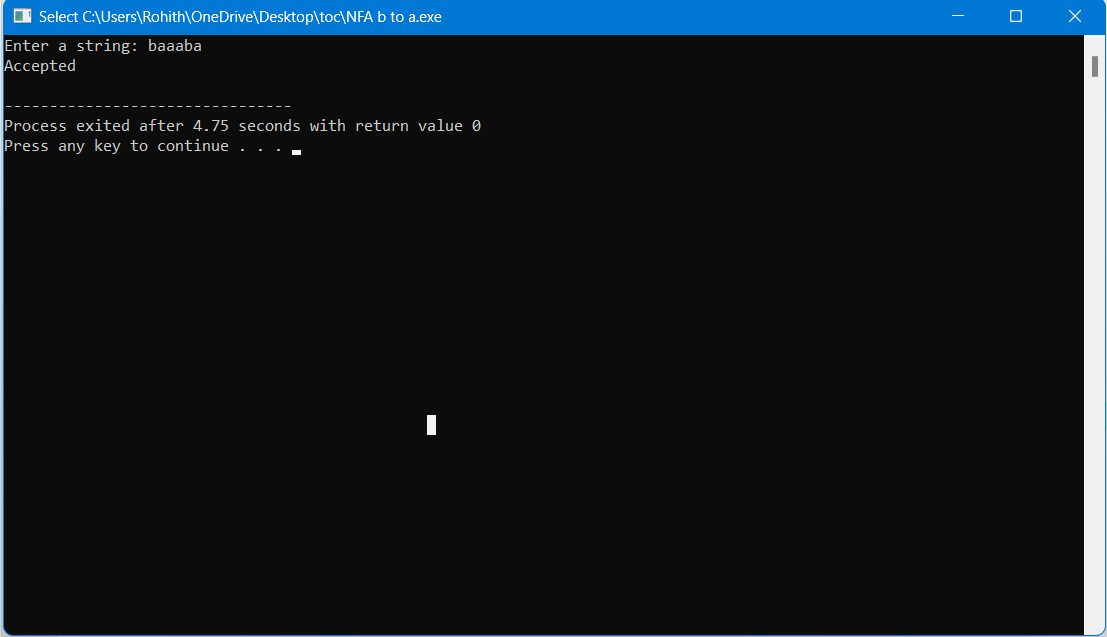 Select C:\Users\Rohith\OneDrive\Desktop\toc\NFA b to a.exe
Enter a string: baaaba
Accepted
--------------------------------
Process exited after 4.75 seconds with return value 0
Press any key to continue . . .